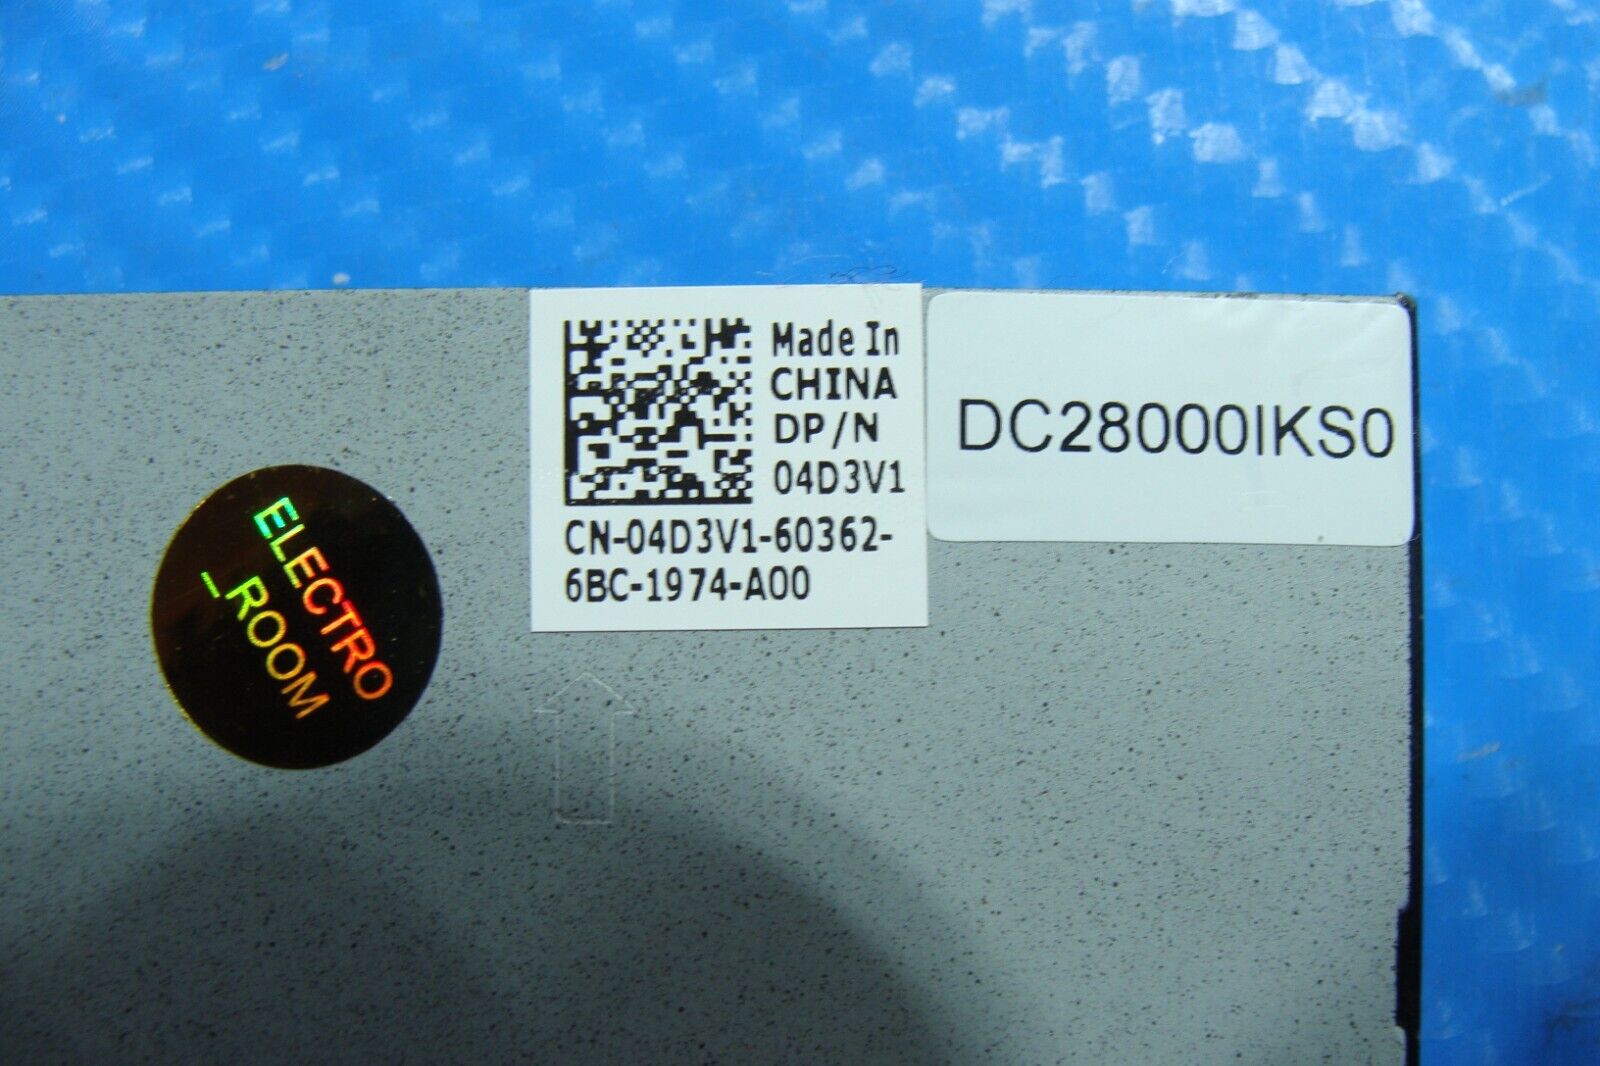 Made In
CHINA
DP/N
04D3V1
CN-04D3V1-60362-
6BC-1974-A00
DC28000IKS0
ELECTRO
_ROOM